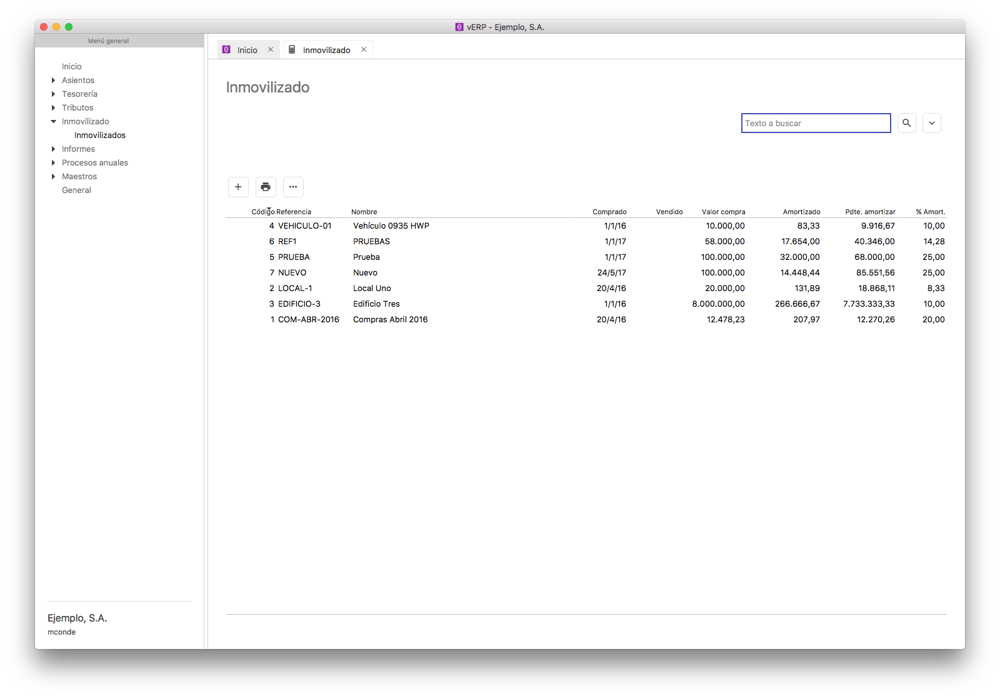 vERP - Ejemplo, S.A.
Menú general
Inicio
Asientos
Tesorería
Tributos
Inmovilizado
Inmovilizados
Informes
Procesos anuales
Maestros
General
Ejemplo, S.A.
mconde
Inicio Inmovilizado
Inmovilizado
Texto a buscar
Código Referencia Nombre Comprado Vendido Valor compra Amortizado Pdte. amortizar % Amort.
4 VEHICULO-01 Vehículo 0935 HWP 1/1/16 10.000,00 83,33 9.916,67 10,00
6 REF1 PRUEBAS 1/1/17 58.000,00 17.654,00 40.346,00 14,28
5 PRUEBA Prueba 1/1/17 100.000,00 32.000,00 68.000,00 25,00
7 NUEVO Nuevo 24/5/17 100.000,00 14.448,44 85.551,56 25,00
2 LOCAL-1 Local Uno 20/4/16 20.000,00 131,89 18.868,11 8,33
3 EDIFICIO-3 Edificio Tres 1/1/16 8.000.000,00 266.666,67 7.733.333,33 10,00
1 COM-ABR-2016 Compras Abril 2016 20/4/16 12.478,23 207,97 12.270,26 20,00